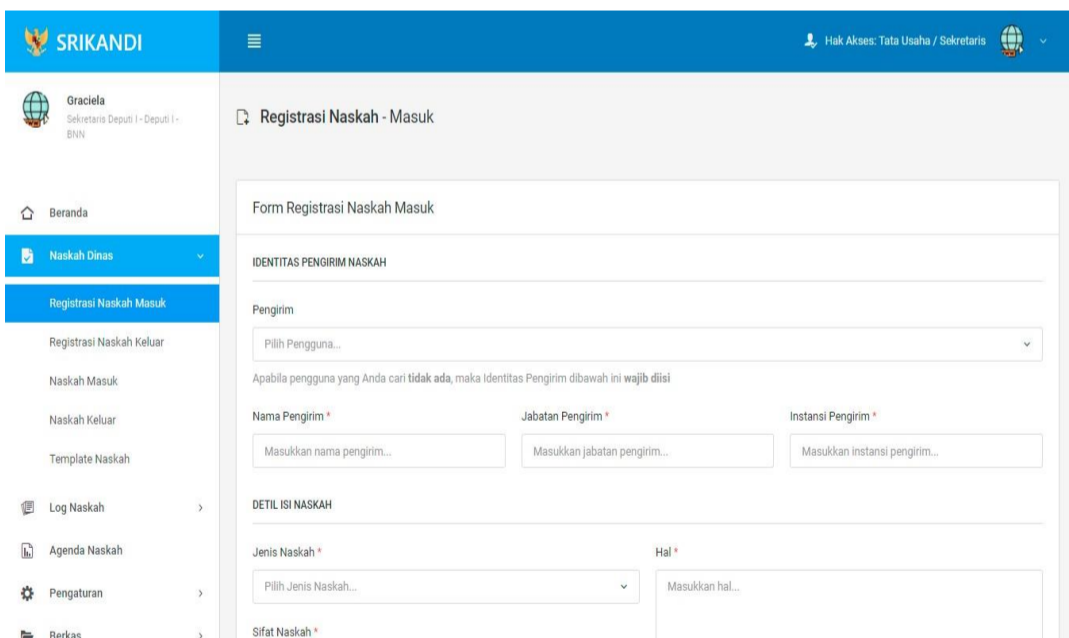 SRIKANDI
Hak Akses: Tata Usaha / Sekretaris
Graciela
Sekretaris Deputi I - Deputi I -
BNN
Registrasi Naskah - Masuk
Beranda
Naskah Dinas
Registrasi Naskah Masuk
Registrasi Naskah Keluar
Naskah Masuk
Naskah Keluar
Template Naskah
Log Naskah
Agenda Naskah
Pengaturan
Berkas
Form Registrasi Naskah Masuk
IDENTITAS PENGIRIM NASKAH
Pengirim
Pilih Pengguna...
Apabila pengguna yang Anda cari tidak ada, maka Identitas Pengirim dibawah ini wajib diisi
Nama Pengirim *
Masukkan nama pengirim...
Jabatan Pengirim *
Masukkan jabatan pengirim...
Instansi Pengirim *
Masukkan instansi pengirim...
DETIL ISI NASKAH
Jenis Naskah *
Pilih Jenis Naskah...
Hal *
Masukkan hal...
Sifat Naskah *